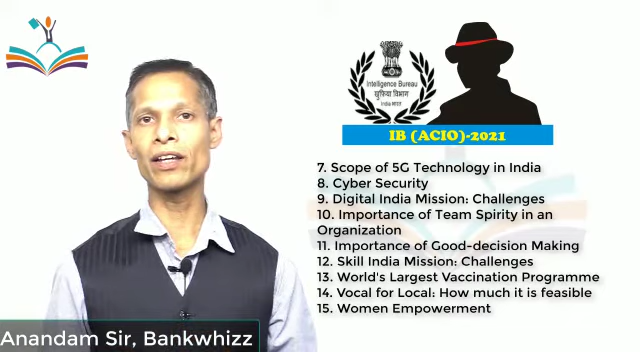 Intelligence Bureau
खुफिया विभाग
India भारत
IB (ACIO)-2021
7. Scope of 5G Technology in India
8. Cyber Security
9. Digital India Mission: Challenges
10. Importance of Team Spirity in an
Organization
11. Importance of Good-decision Making
12. Skill India Mission: Challenges
13. World's Largest Vaccination Programme
14. Vocal for Local: How much it is feasible
15. Women Empowerment
Anandam Sir, Bankwhizz